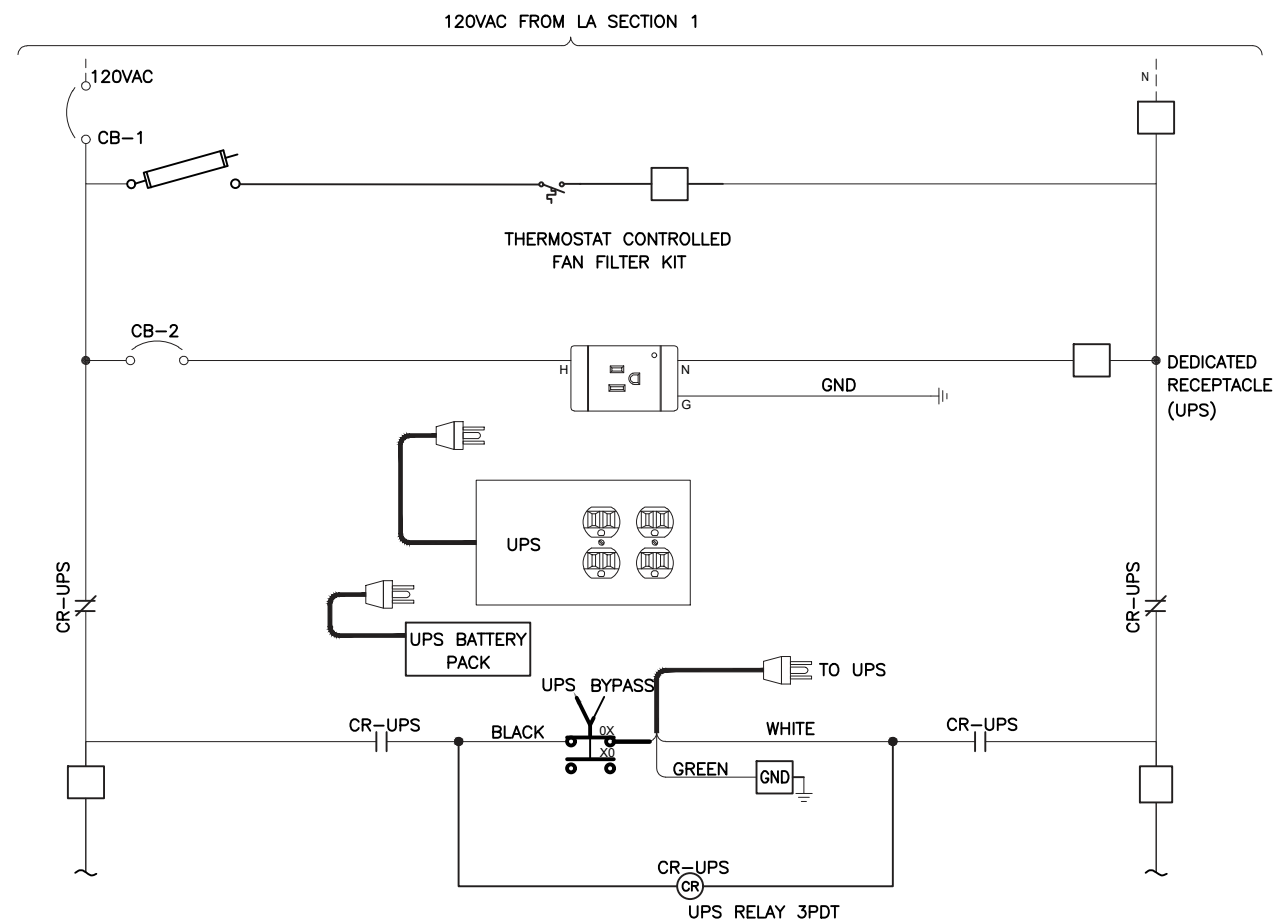 120VAC FROM LA SECTION 1
120VAC
N
CB-1
THERMOSTAT CONTROLLED
FAN FILTER KIT
CB-2
H
N
G
GND
DEDICATED
RECEPTACLE
(UPS)
UPS
CR-UPS
CR-UPS
UPS BATTERY
PACK
TO UPS
UPS
BYPASS
CR-UPS
BLACK
0X
X0
WHITE
CR-UPS
GREEN
GND
CR-UPS
CR
UPS RELAY 3PDT